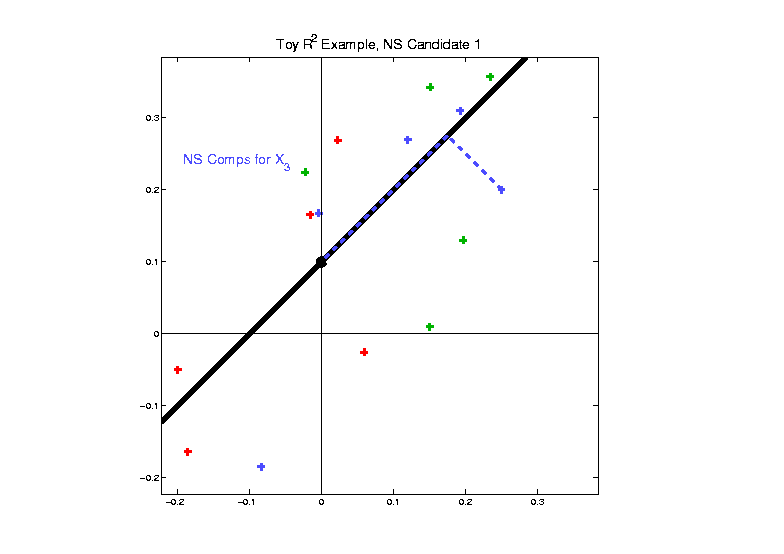 Toy R² Example, NS Candidate 1
0.3
NS Comps for X₃
0.2
0.1
0
-0.1
-0.2
-0.2 -0.1 0 0.1 0.2 0.3